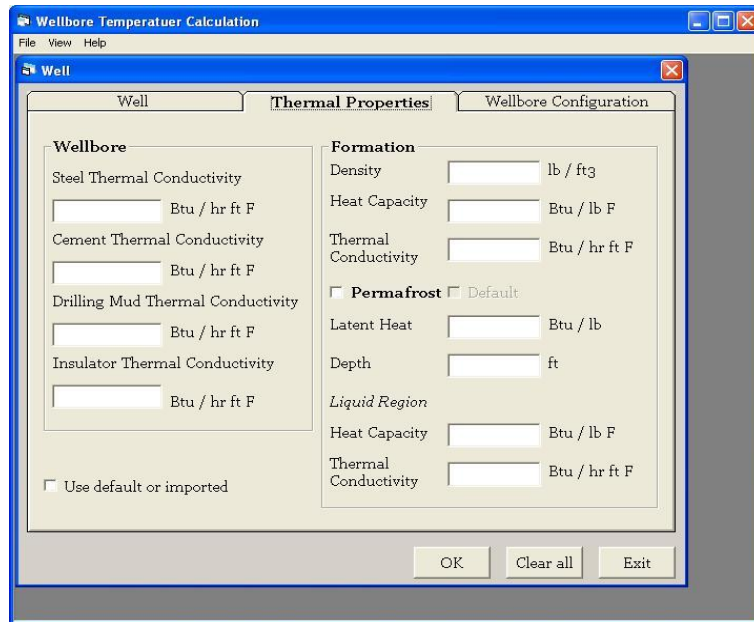 Wellbore Temperatuer Calculation
File View Help
Well
Well Thermal Properties Wellbore Configuration
Wellbore
Steel Thermal Conductivity
Btu / hr ft F
Cement Thermal Conductivity
Btu / hr ft F
Drilling Mud Thermal Conductivity
Btu / hr ft F
Insulator Thermal Conductivity
Btu / hr ft F
Use default or imported
Formation
Density lb / ft3
Heat Capacity Btu / lb F
Thermal
Conductivity Btu / hr ft F
Permafrost Default
Latent Heat Btu / lb
Depth ft
Liquid Region
Heat Capacity Btu / lb F
Thermal
Conductivity Btu / hr ft F
OK Clear all Exit